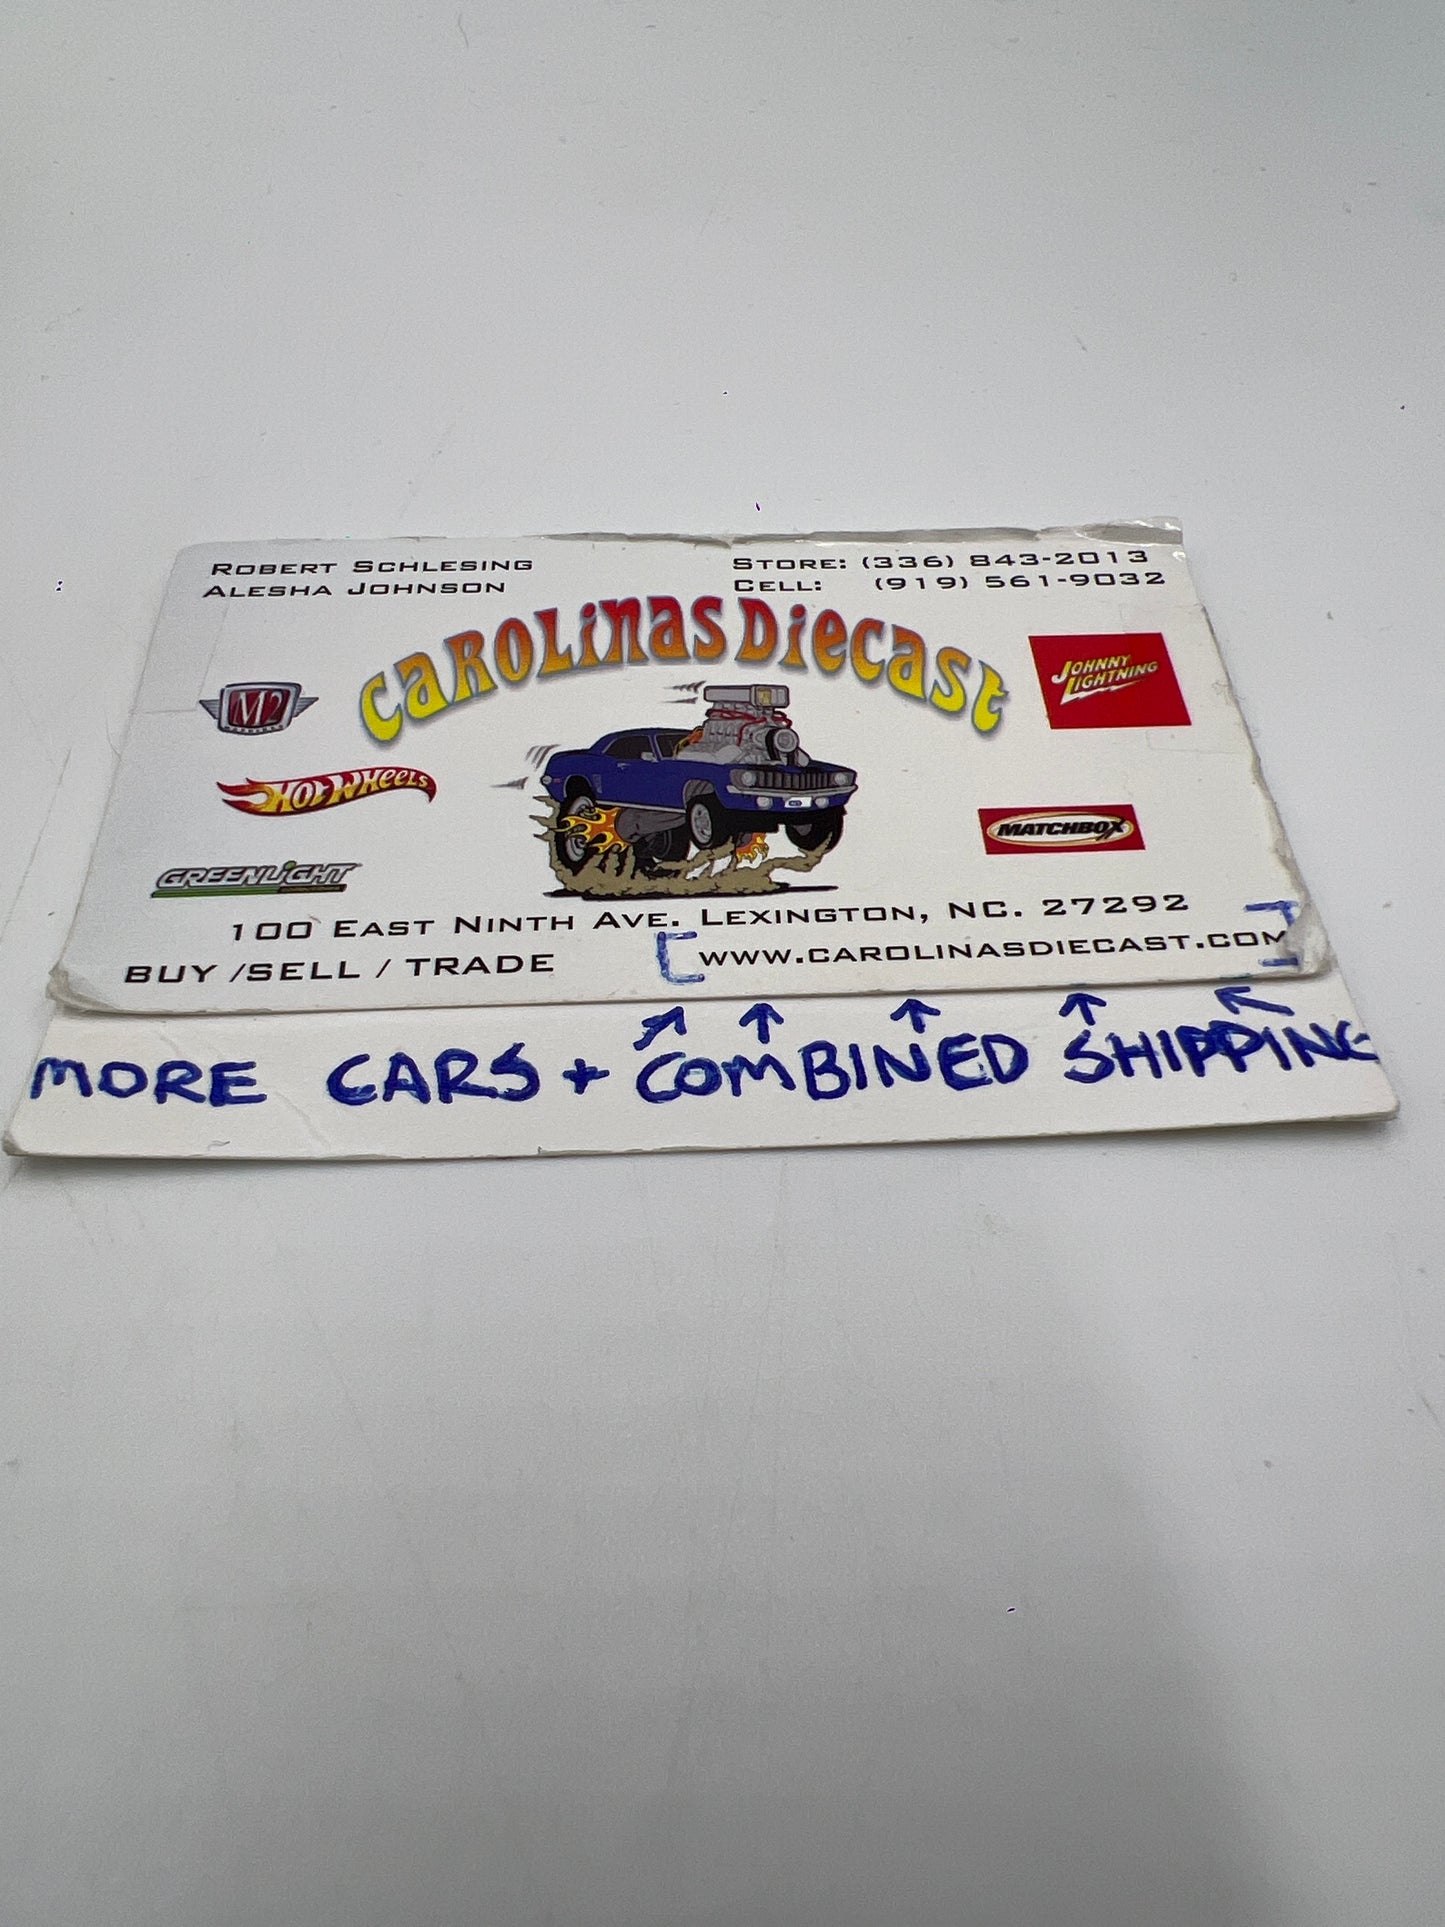 ROBERT SCHLESING
ALESHA JOHNSON
STORE: (336) 843-2013
CELL: (919) 561-9032
CAROLiNAS DiECAST
M2
JOHNNY LIGHTNING
HOT WHEELS
MATCHBOX
GREENLIGHT
100 EAST NINTH AVE. LEXINGTON, NC. 27292
BUY /SELL / TRADE
[WWW.CAROLINASDIECAST.COM]
MORE CARS + COMBINED SHIPPING